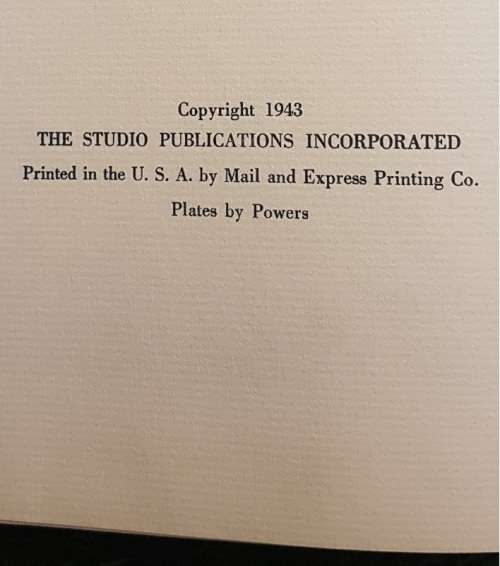 Copyright 1943
THE STUDIO PUBLICATIONS INCORPORATED
Printed in the U. S. A. by Mail and Express Printing Co.
Plates by Powers